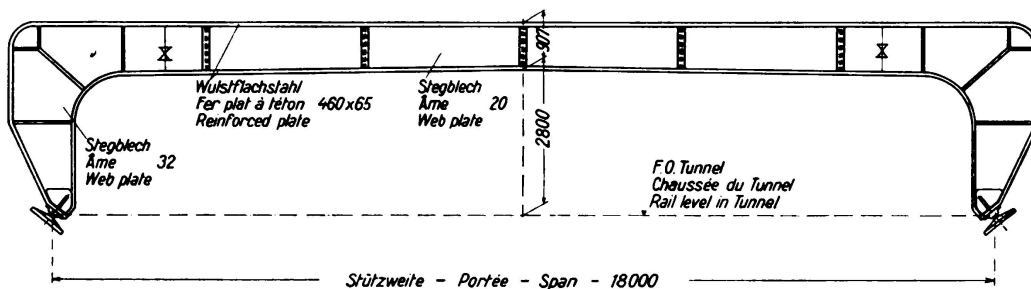 907
Wulstflachstahl
Fer plat à téton 460x65
Reinforced plate
Stegblech
Âme 20
Web plate
2800
Stegblech
Âme 32
Web plate
F.O. Tunnel
Chaussée du Tunnel
Rail level in Tunnel
Stützweite - Portée - Span - 18000